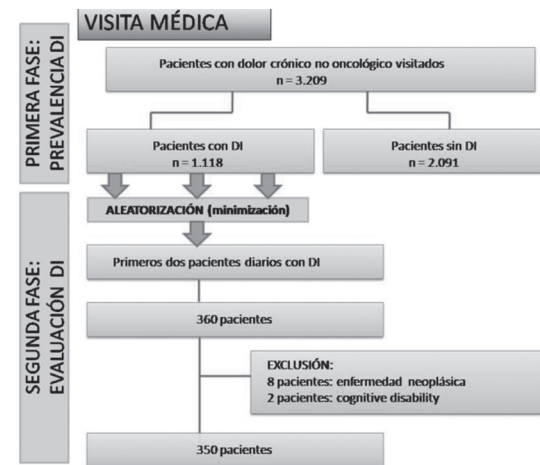 VISITA MÉDICA
PRIMERA FASE:
PREVALENCIA DI
Pacientes con dolor crónico no oncológico visitados
n = 3.209
Pacientes con DI
n = 1.118
Pacientes sin DI
n = 2.091
SEGUNDA FASE:
EVALUACIÓN DI
ALEATORIZACIÓN (minimización)
Primeros dos pacientes diarios con DI
360 pacientes
EXCLUSIÓN:
8 pacientes: enfermedad neoplásica
2 pacientes: cognitive disability
350 pacientes